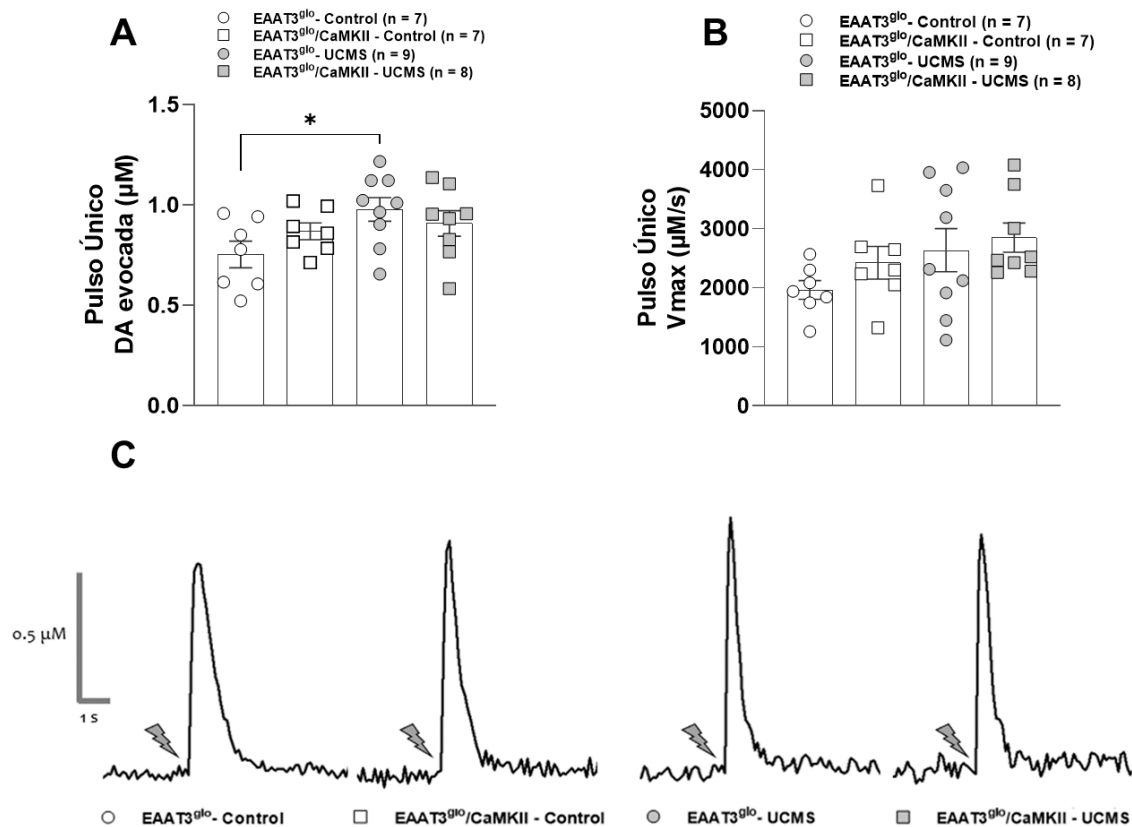 A
EAAT3glo- Control (n = 7)
EAAT3glo/CaMKII - Control (n = 7)
EAAT3glo- UCMS (n = 9)
EAAT3glo/CaMKII - UCMS (n = 8)
Pulso Único
DA evocada (µM)
1.5
1.0
0.5
0.0
*
B
EAAT3glo- Control (n = 7)
EAAT3glo/CaMKII - Control (n = 7)
EAAT3glo- UCMS (n = 9)
EAAT3glo/CaMKII - UCMS (n = 8)
Pulso Único
Vmax (µM/s)
5000
4000
3000
2000
1000
0
C
0.5 µM
1 S
EAAT3glo- Control
EAAT3glo/CaMKII - Control
EAAT3glo- UCMS
EAAT3glo/CaMKII - UCMS